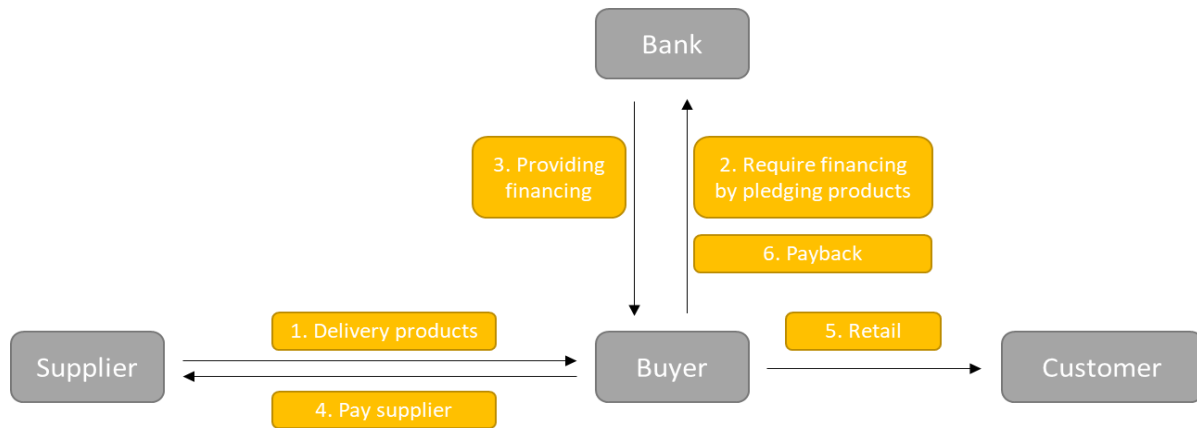 Bank
3. Providing
financing
2. Require financing
by pledging products
6. Payback
1. Delivery products
5. Retail
Supplier
Buyer
Customer
4. Pay supplier